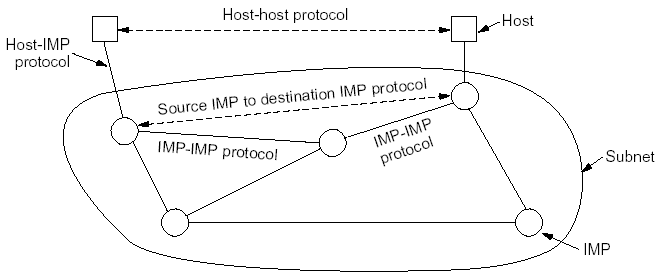 Host-host protocol
Host
Host-IMP
protocol
Source IMP to destination IMP protocol
IMP-IMP protocol
IMP-IMP
protocol
Subnet
IMP